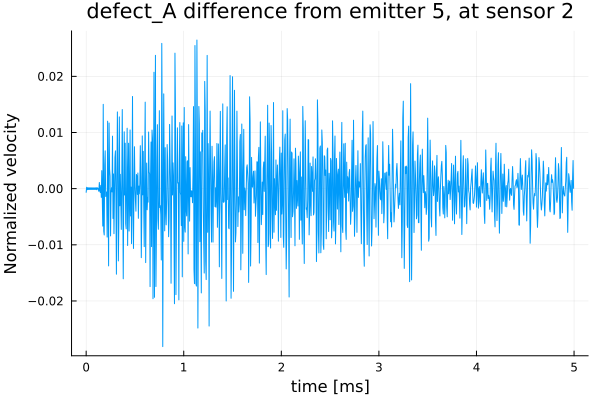 defect_A difference from emitter 5, at sensor 2
Normalized velocity
0.02
0.01
0.00
−0.01
−0.02
0 1 2 3 4 5
time [ms]